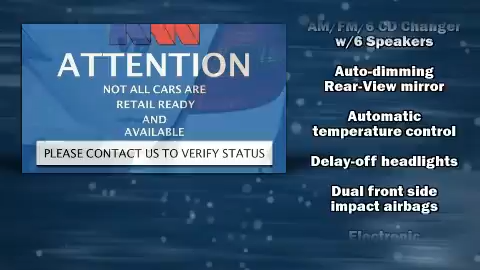 ATTENTION
NOT ALL CARS ARE
RETAIL READY
AND
AVAILABLE
PLEASE CONTACT US TO VERIFY STATUS
AM/FM/6 CD Changer
w/6 Speakers
Auto-dimming
Rear-View mirror
Automatic
temperature control
Delay-off headlights
Dual front side
impact airbags
Electronic